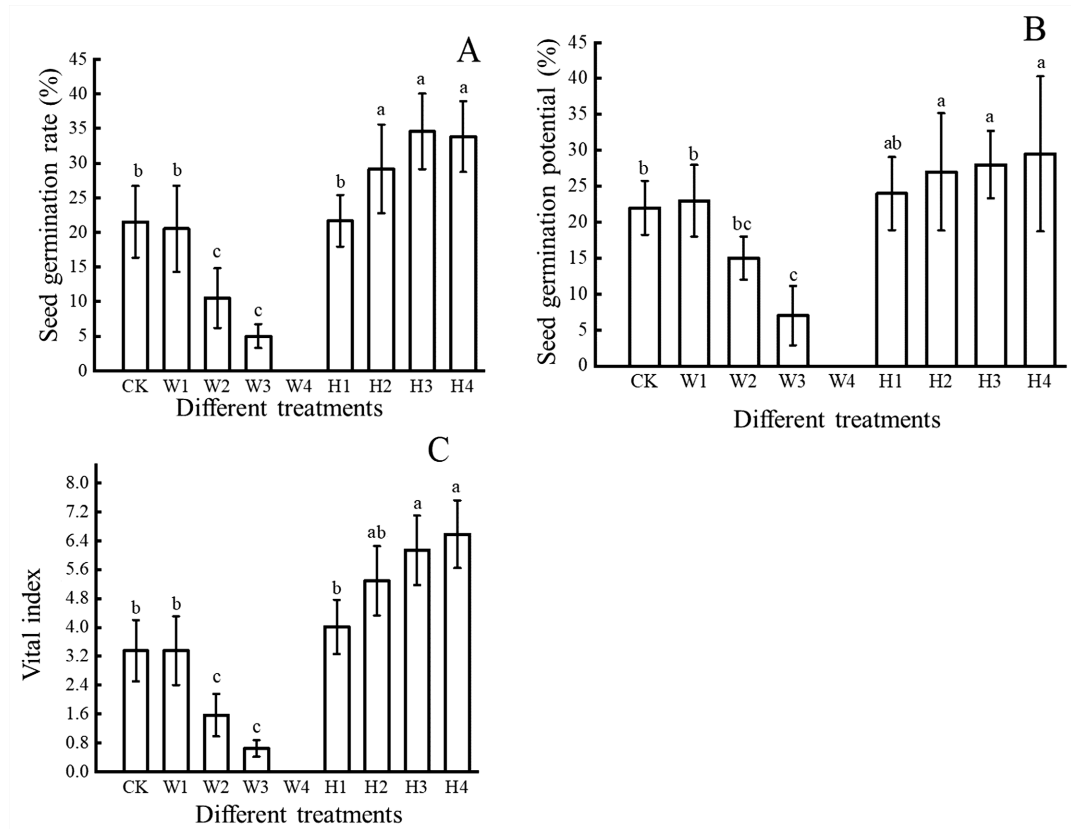 A
Seed germination rate (%)
45
40
35
30
25
20
15
10
5
0
b
b
c
c
b
a
a
a
CK W1 W2 W3 W4 H1 H2 H3 H4
Different treatments
B
Seed germination potential (%)
45
40
35
30
25
20
15
10
5
0
b
b
bc
c
ab
a
a
a
CK W1 W2 W3 W4 H1 H2 H3 H4
Different treatments
C
Vital index
8.0
7.2
6.4
5.6
4.8
4.0
3.2
2.4
1.6
0.8
0.0
b
b
c
c
b
ab
a
a
CK W1 W2 W3 W4 H1 H2 H3 H4
Different treatments